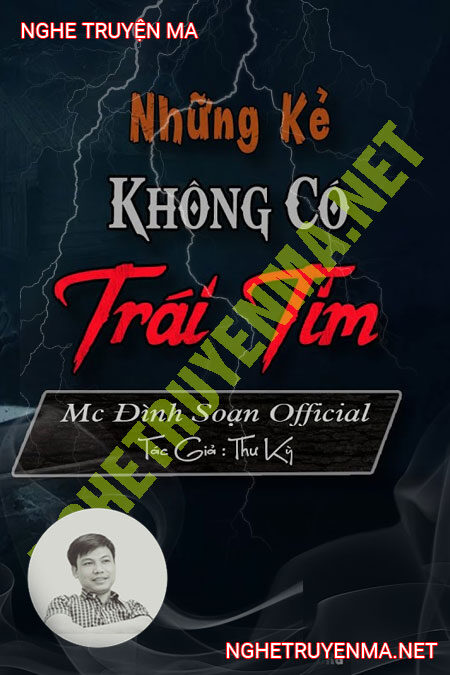 NGHE TRUYỆN MA
Những Kẻ
KHÔNG CÓ
Trái Tim
Mc Đình Soạn Official
Tác Giả : Thư Kỳ
NGHETRUYENMA.NET
NGHETRUYENMA.NET